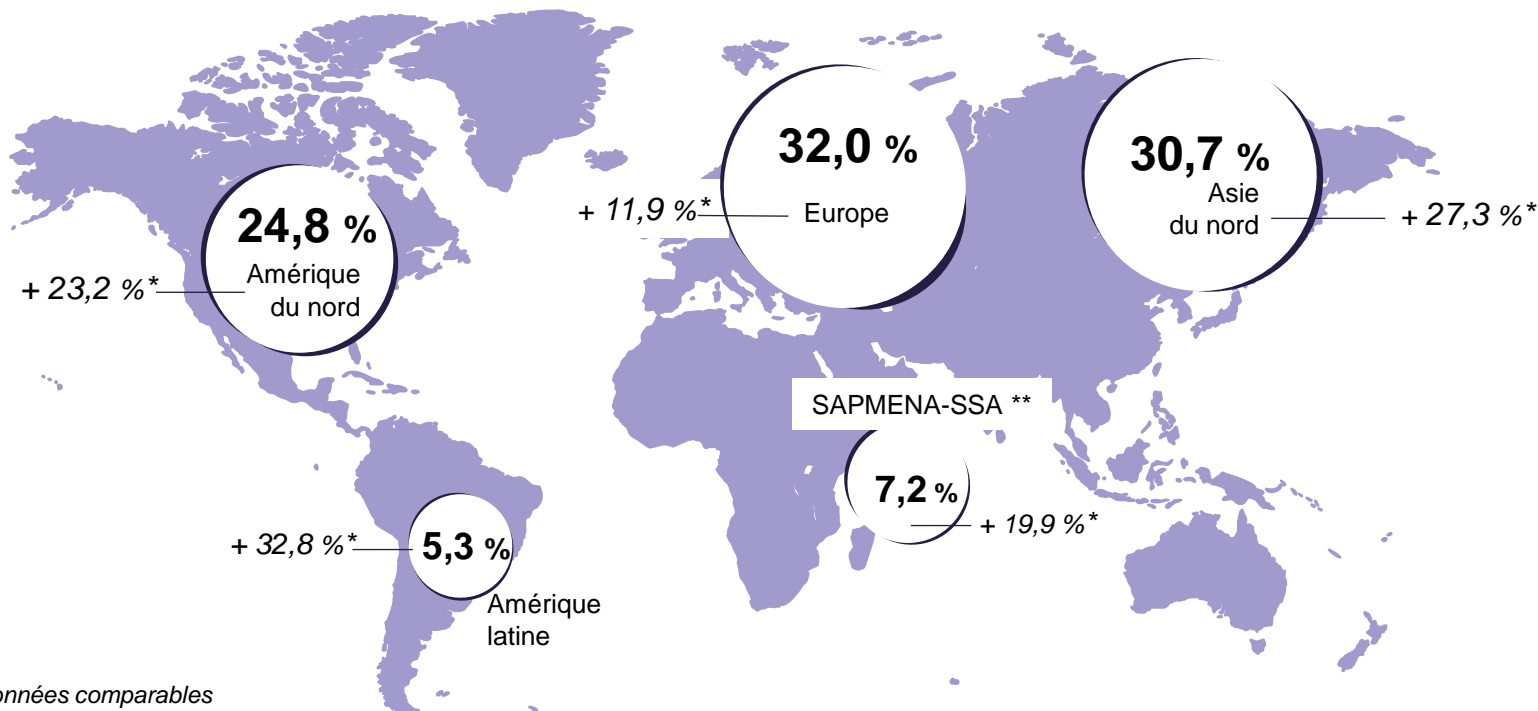 32,0 %
Europe
+ 11,9 %*
30,7 %
Asie
du nord
+ 27,3 %*
24,8 %
Amérique
du nord
+ 23,2 %*
SAPMENA-SSA **
7,2 %
+ 19,9 %*
5,3 %
+ 32,8 %*
Amérique
latine
comparables